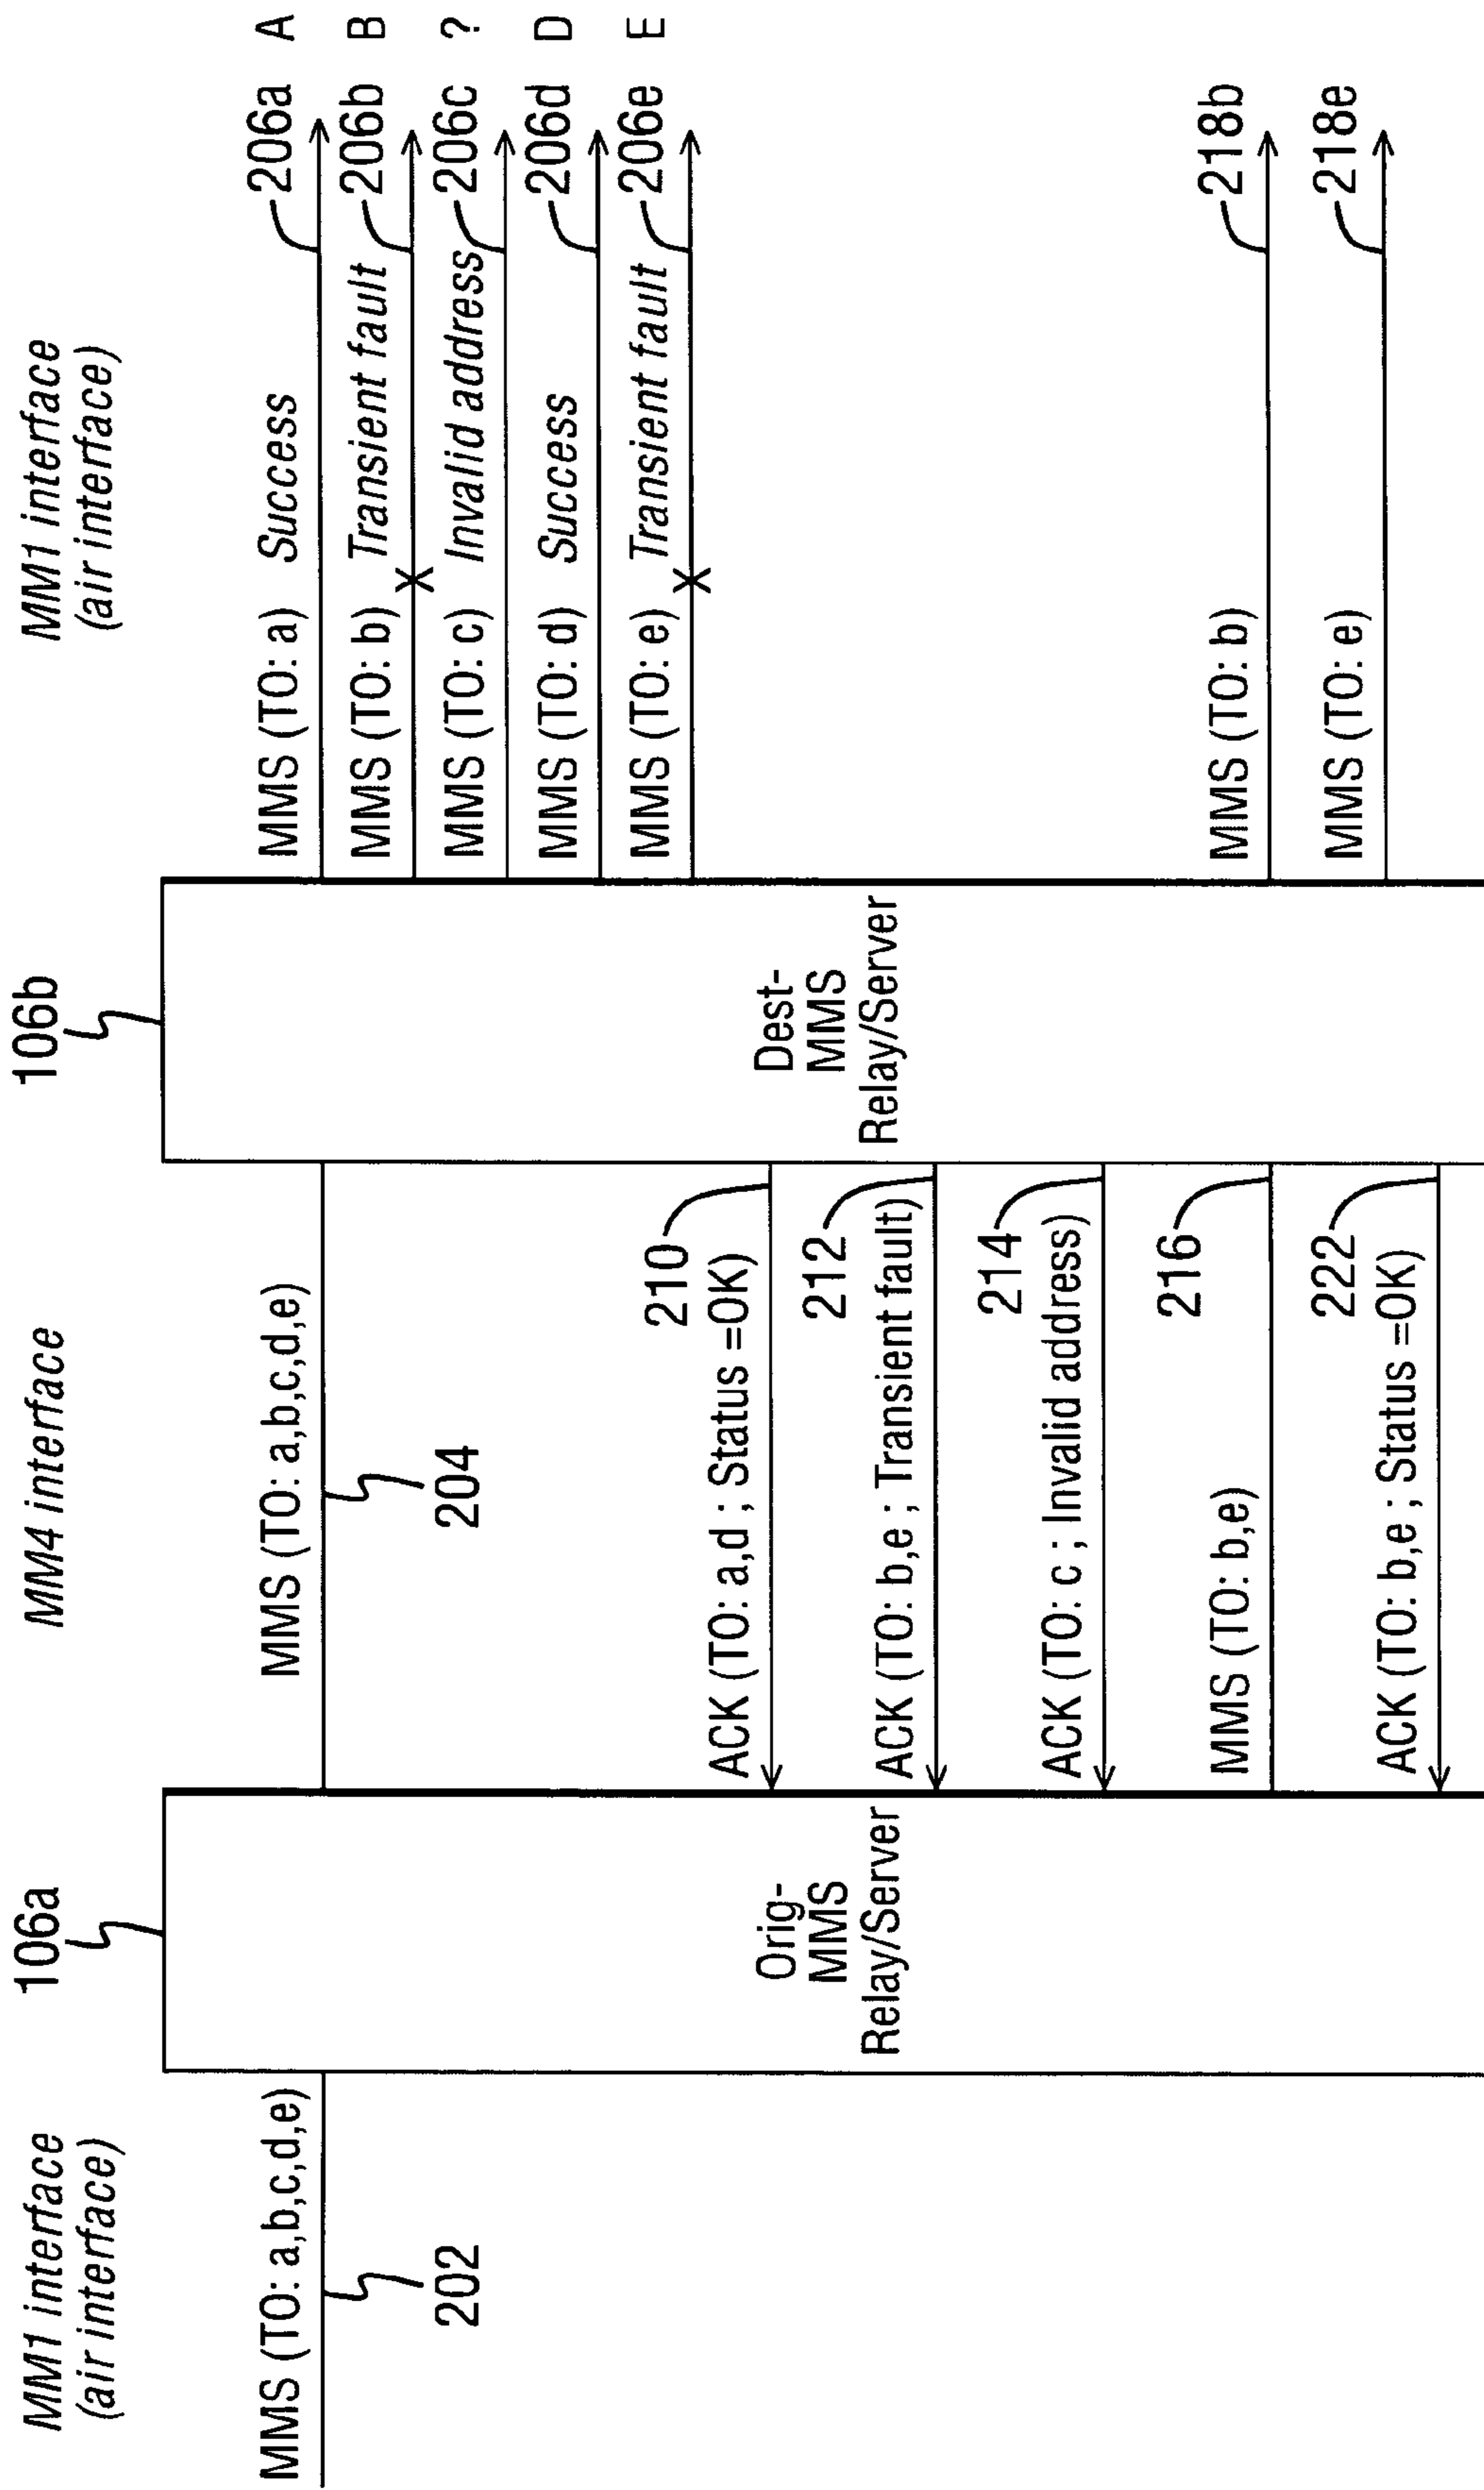 MM1 interface
(air interface)
106a
MM4 interface
106b
MM1 interface
(air interface)
MMS (TO: a,b,c,d,e)
202
MMS (TO: a,b,c,d,e)
204
MMS (TO: a) Success 206a A
MMS (TO: b) Transient fault 206b B
X
MMS (TO: c) Invalid address 206c ?
MMS (TO: d) Success 206d D
MMS (TO: e) Transient fault 206e E
X
Orig-
MMS
Relay/Server
Dest-
MMS
Relay/Server
210
ACK (TO: a,d ; Status =OK)
212
ACK (TO: b,e ; Transient fault)
214
ACK (TO: c ; Invalid address)
216
MMS (TO: b,e)
MMS (TO: b) 218b
MMS (TO: e) 218e
222
ACK (TO: b,e ; Status =OK)